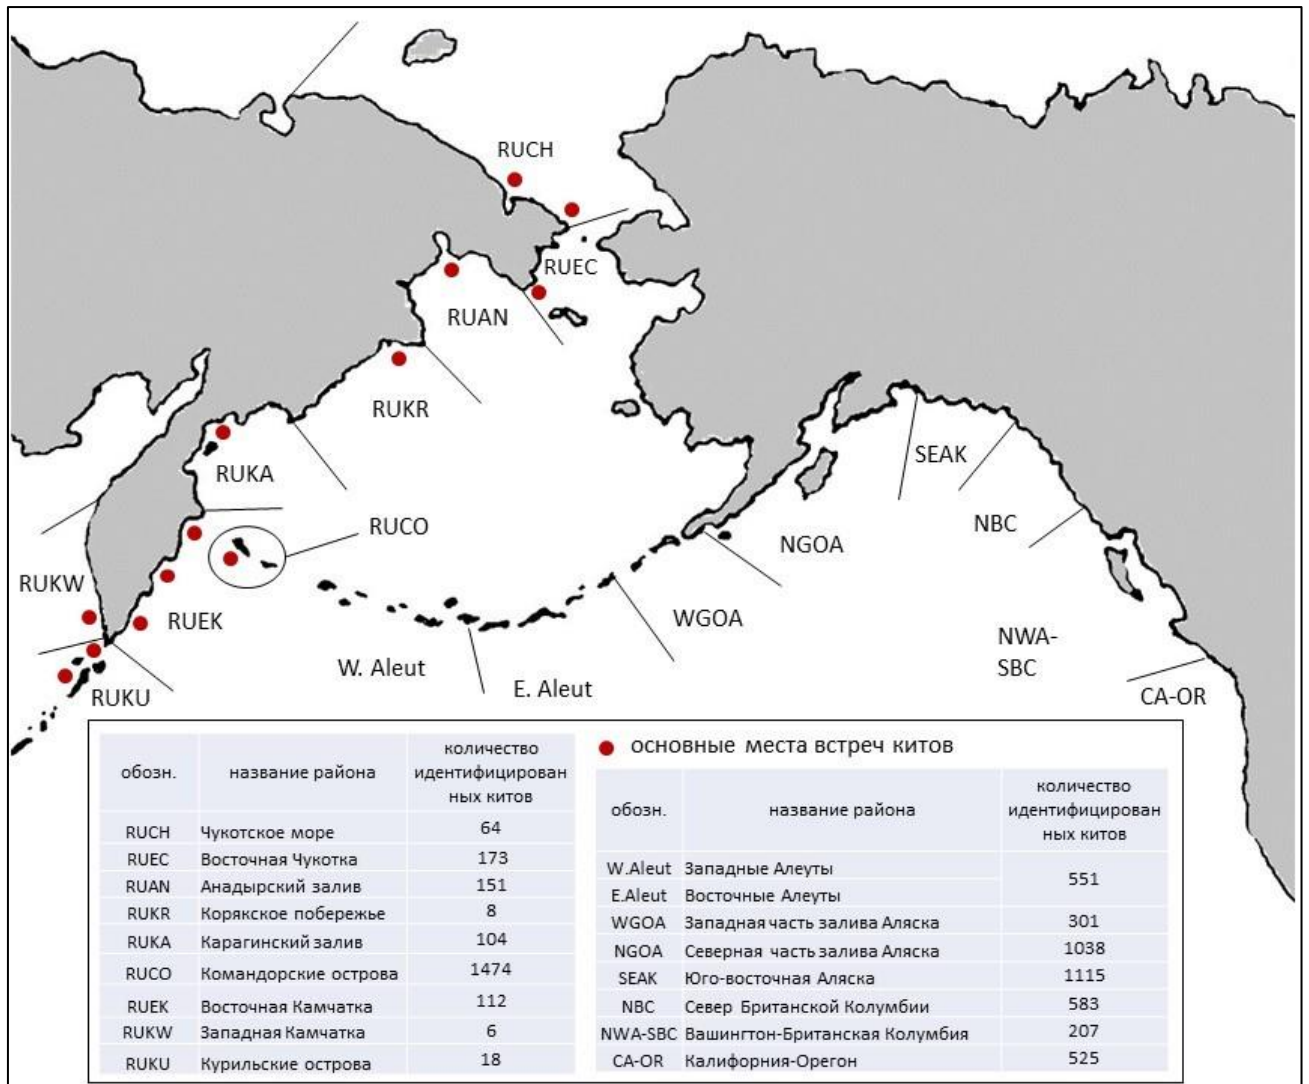 RUCH
RUEC
RUAN
RUKR
SEAK
RUKA
NBC
RUCO
NGOA
RUKW
RUEK
WGOA
NWA-
SBC
W. Aleut
E. Aleut
CA-OR
RUKU
обозн.
название района
количество
идентифицирован
ных китов
RUCH Чукотское море 64
RUEC Восточная Чукотка 173
RUAN Анадырский залив 151
RUKR Корякское побережье 8
RUKA Карагинский залив 104
RUCO Командорские острова 1474
RUEK Восточная Камчатка 112
RUKW Западная Камчатка 6
RUKU Курильские острова 18
основные места встреч китов
обозн.
название района
количество
идентифицирован
ных китов
W.Aleut Западные Алеуты
551
E.Aleut Восточные Алеуты
WGOA Западная часть залива Аляска 301
NGOA Северная часть залива Аляска 1038
SEAK Юго-восточная Аляска 1115
NBC Север Британской Колумбии 583
NWA-SBC Вашингтон-Британская Колумбия 207
CA-OR Калифорния-Орегон 525